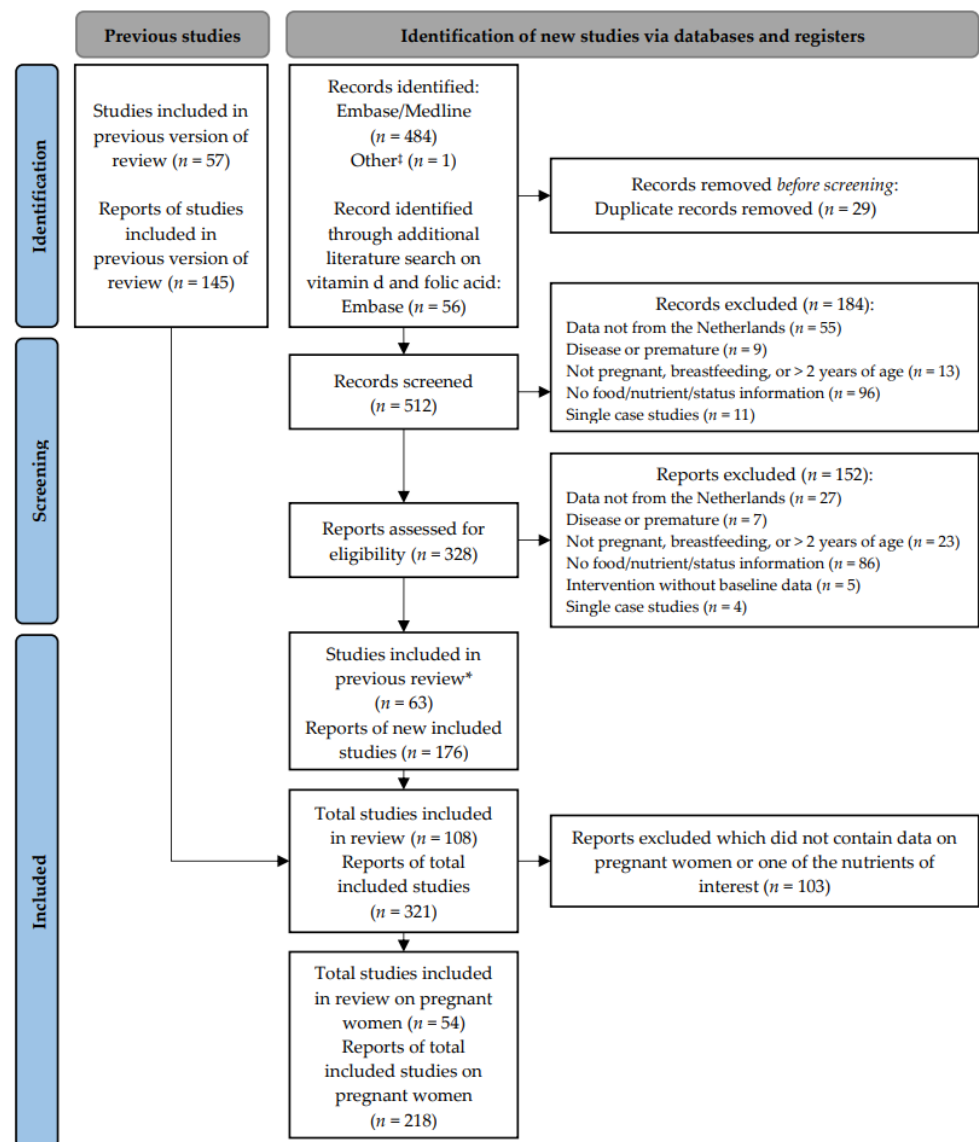 Previous studies
Identification of new studies via databases and registers
Identification
Studies included in
previous version of
review (n = 57)
Reports of studies
included in
previous version of
review (n = 145)
Records identified:
Embase/Medline
(n = 484)
Other‡ (n = 1)
Record identified
through additional
literature search on
vitamin d and folic acid:
Embase (n = 56)
Records removed before screening:
Duplicate records removed (n = 29)
Screening
Records screened
(n = 512)
Records excluded (n = 184):
Data not from the Netherlands (n = 55)
Disease or premature (n = 9)
Not pregnant, breastfeeding, or > 2 years of age (n = 13)
No food/nutrient/status information (n = 96)
Single case studies (n = 11)
Reports assessed for
eligibility (n = 328)
Reports excluded (n = 152):
Data not from the Netherlands (n = 27)
Disease or premature (n = 7)
Not pregnant, breastfeeding, or > 2 years of age (n = 23)
No food/nutrient/status information (n = 86)
Intervention without baseline data (n = 5)
Single case studies (n = 4)
Included
Studies included in
previous review*
(n = 63)
Reports of new included
studies (n = 176)
Total studies included
in review (n = 108)
Reports of total
included studies
(n = 321)
Reports excluded which did not contain data on
pregnant women or one of the nutrients of
interest (n = 103)
Total studies included
in review on pregnant
women (n = 54)
Reports of total
included studies on
pregnant women
(n = 218)